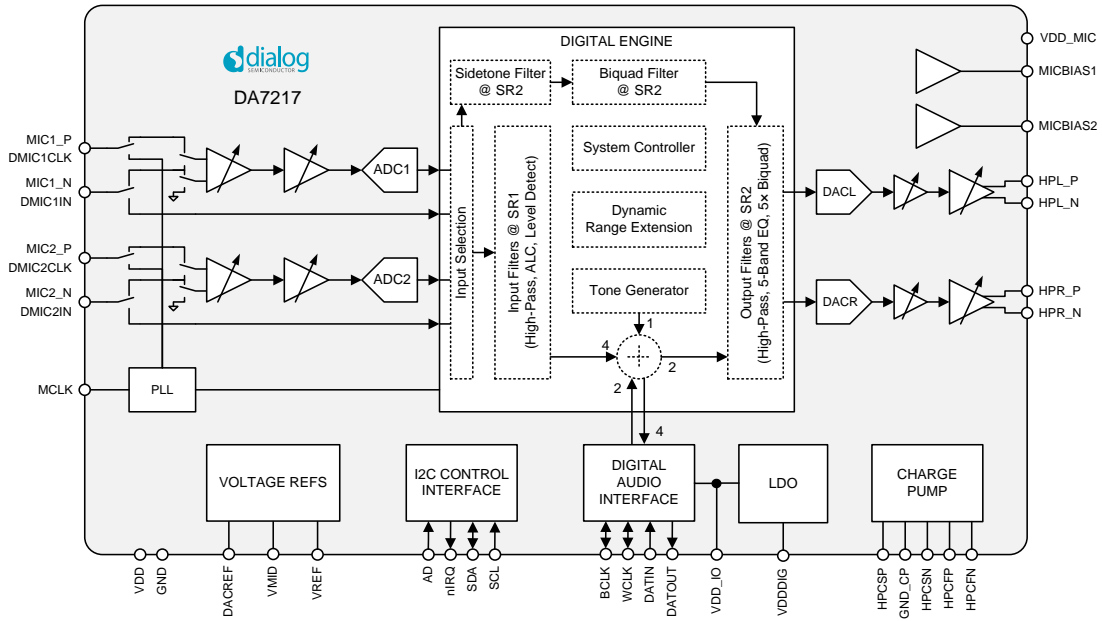 DIGITAL ENGINE
VDD_MIC
dialog
SEMICONDUCTOR
DA7217
Sidetone Filter
@ SR2
Biquad Filter
@ SR2
MICBIAS1
MICBIAS2
MIC1_P
DMIC1CLK
MIC1_N
DMIC1IN
ADC1
MIC2_P
DMIC2CLK
MIC2_N
DMIC2IN
ADC2
Input Selection
Input Filters @ SR1
(High-Pass, ALC, Level Detect)
System Controller
Dynamic
Range Extension
Tone Generator
1
4
2
2
4
Output Filters @ SR2
(High-Pass, 5-Band EQ, 5x Biquad)
DACL
HPL_P
HPL_N
DACR
HPR_P
HPR_N
MCLK
PLL
VOLTAGE REFS
I2C CONTROL
INTERFACE
DIGITAL
AUDIO
INTERFACE
LDO
CHARGE
PUMP
VDD
GND
DACREF
VMID
VREF
AD
nIRQ
SDA
SCL
BCLK
WCLK
DATIN
DATOUT
VDD_IO
VDDDIG
HPCSP
GND_CP
HPCSN
HPCFP
HPCFN